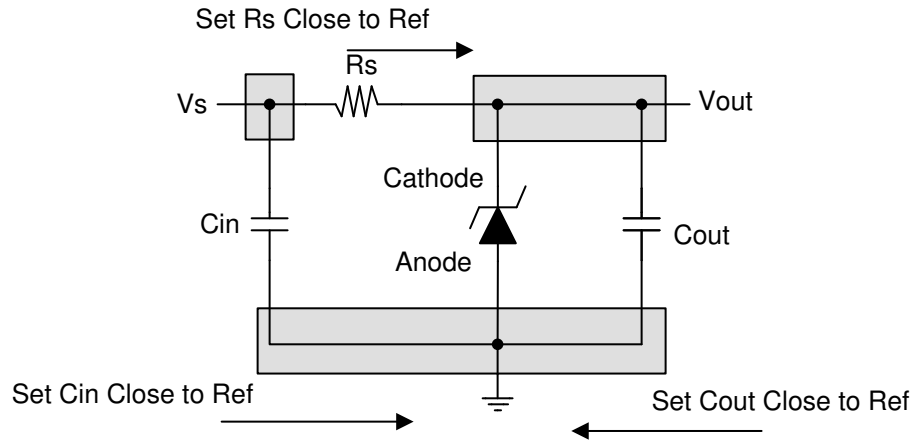 Set Rs Close to Ref
Rs
Vs
Vout
Cathode
Cin
Cout
Anode
Set Cin Close to Ref
Set Cout Close to Ref